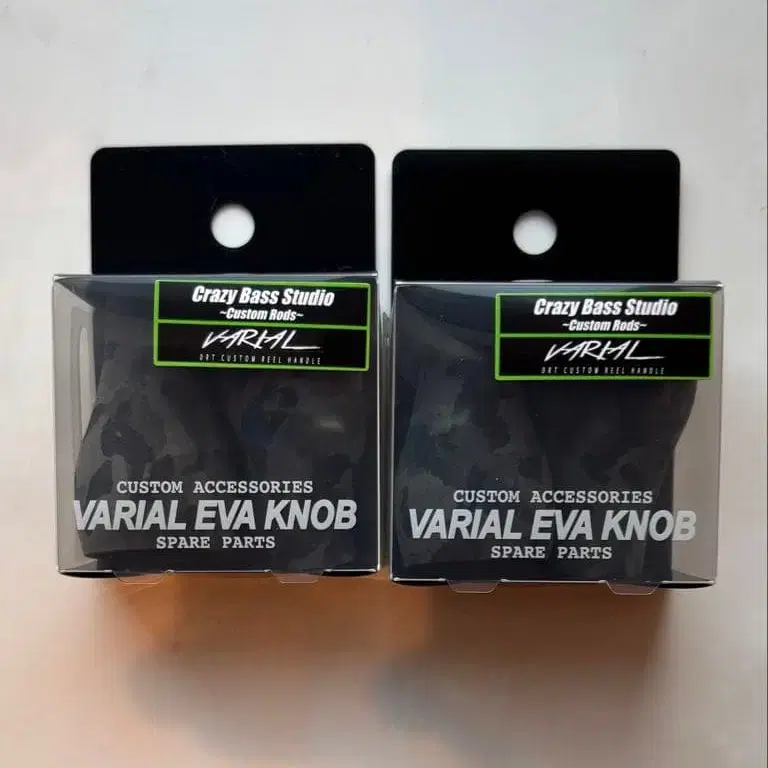 Crazy Bass Studio
~Custom Rods~
VARIAL
DRT CUSTOM REEL HANDLE
CUSTOM ACCESSORIES
VARIAL EVA KNOB
SPARE PARTS
Crazy Bass Studio
~Custom Rods~
VARIAL
DRT CUSTOM REEL HANDLE
CUSTOM ACCESSORIES
VARIAL EVA KNOB
SPARE PARTS